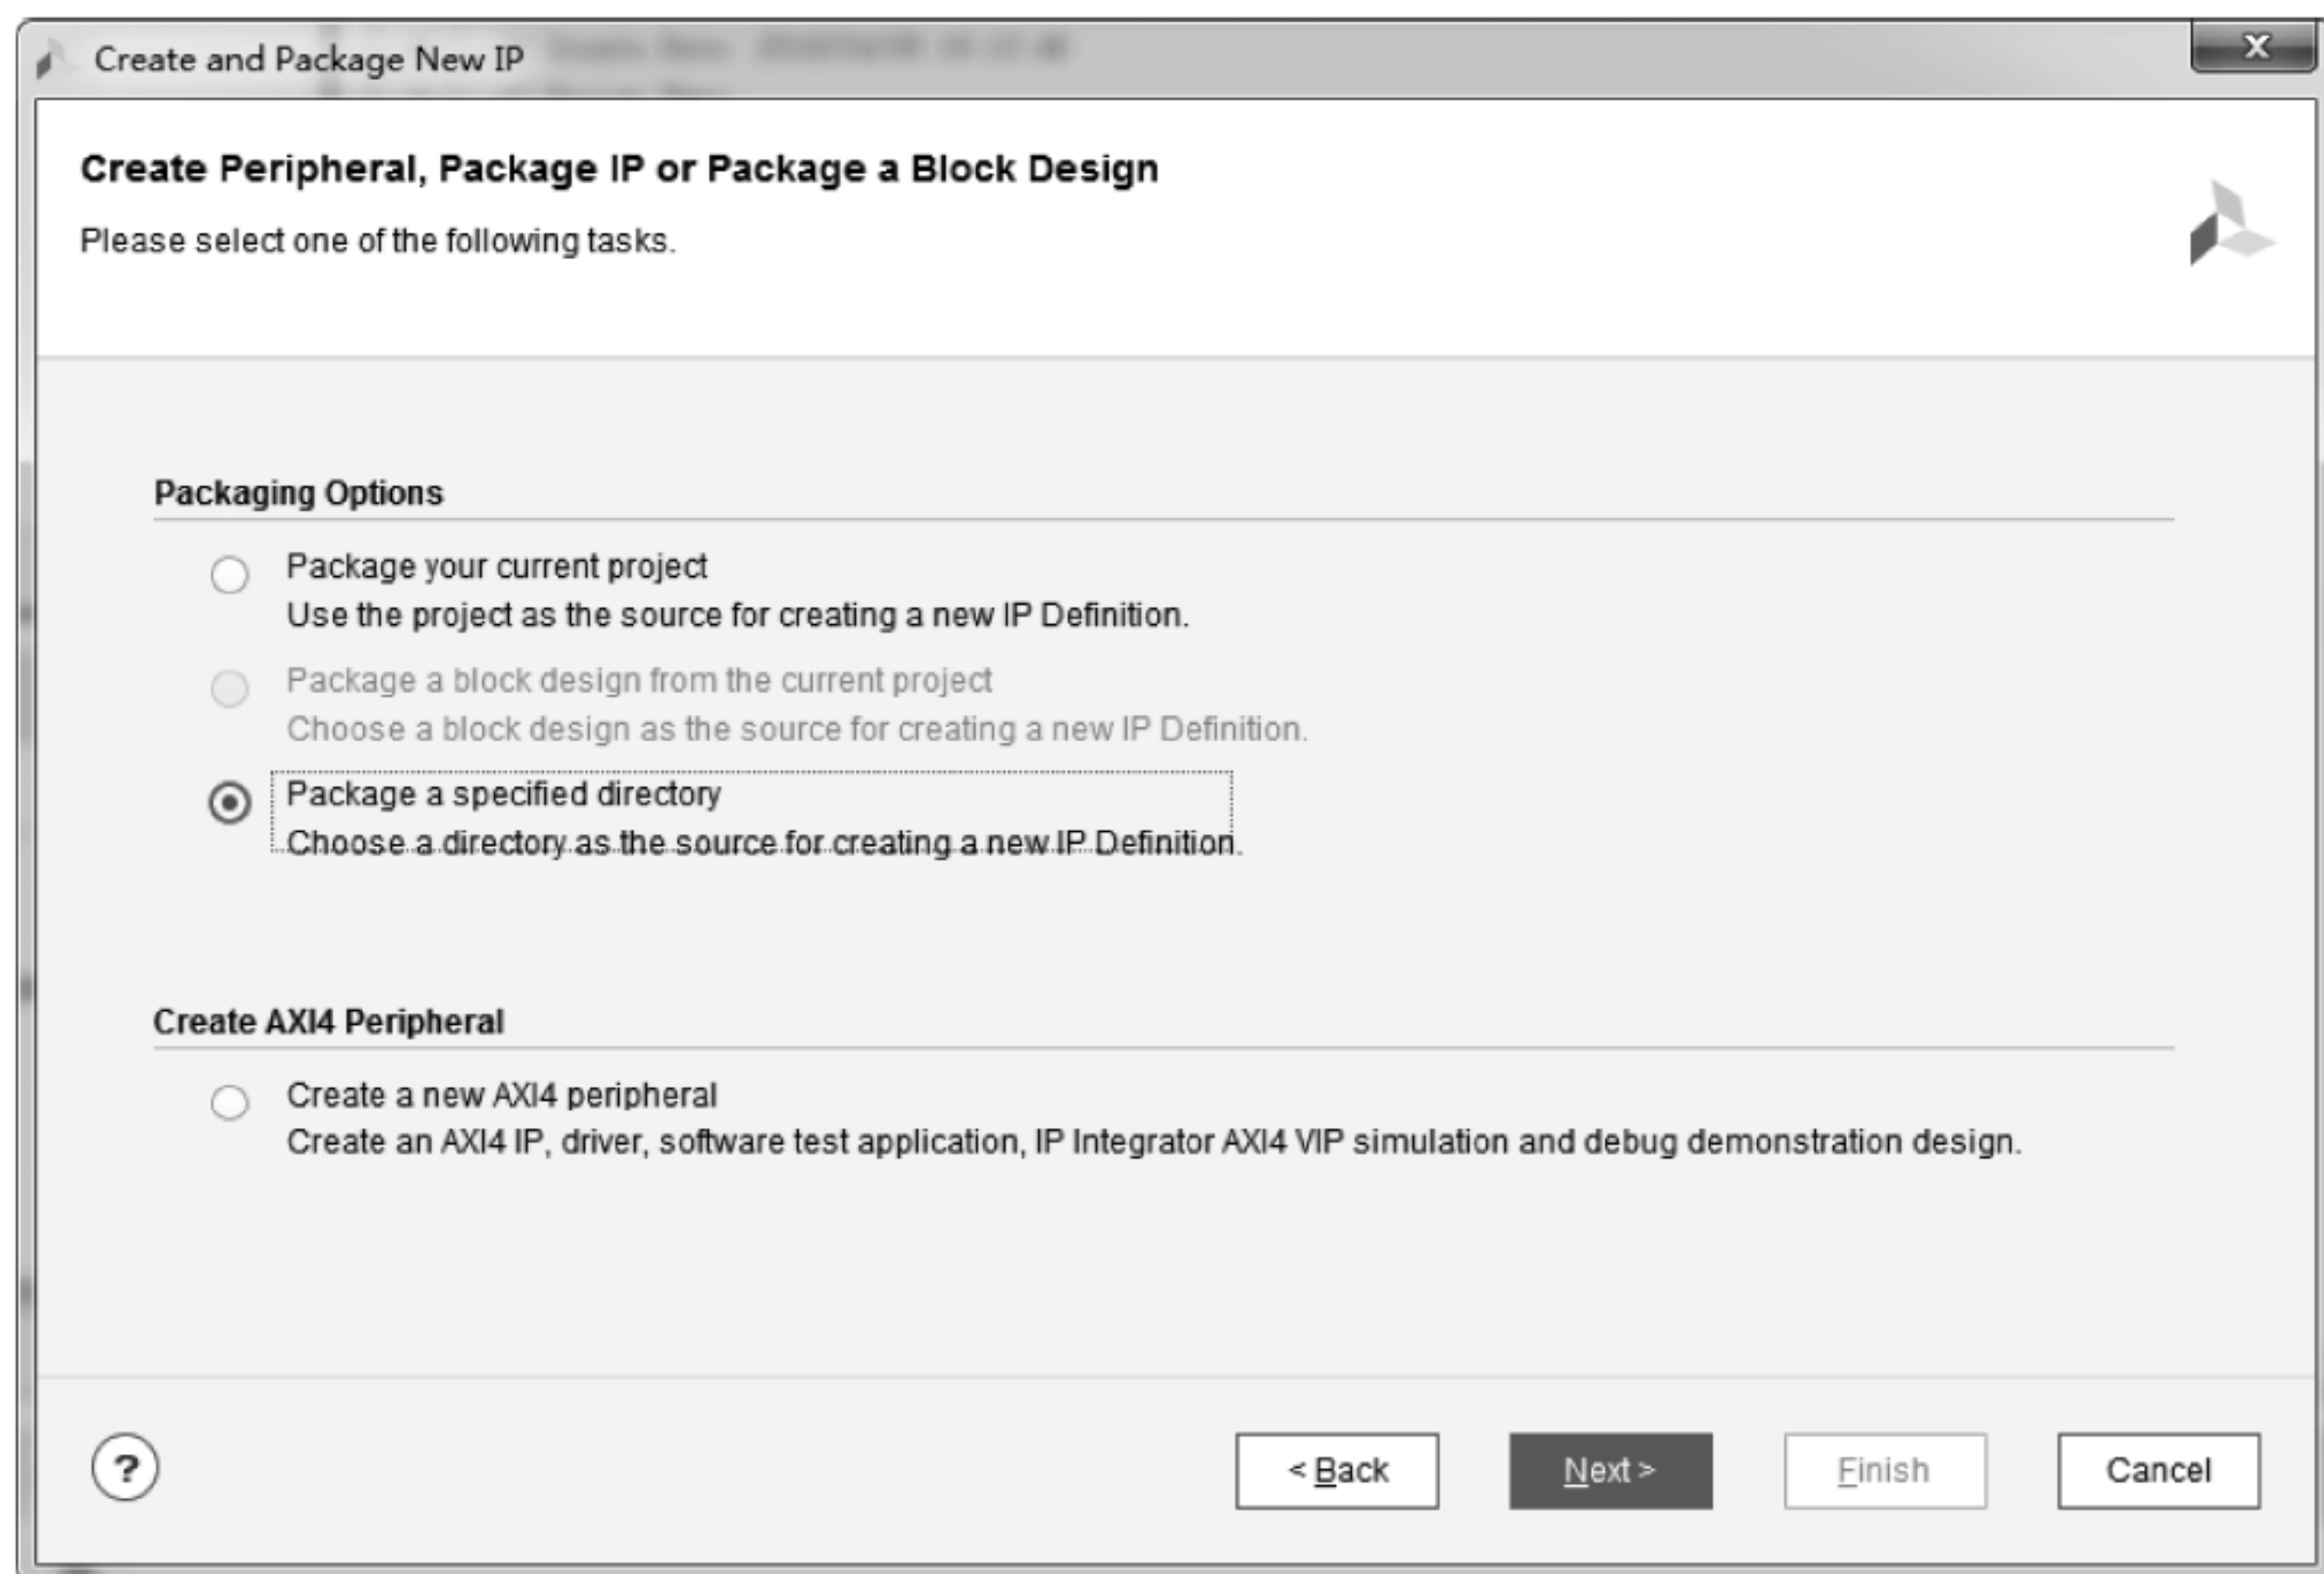 Create and Package New IP
x
Create Peripheral, Package IP or Package a Block Design
Please select one of the following tasks.
Packaging Options
Package your current project
Use the project as the source for creating a new IP Definition.
Package a block design from the current project
Choose a block design as the source for creating a new IP Definition.
Package a specified directory
Choose a directory as the source for creating a new IP Definition.
Create AXI4 Peripheral
Create a new AXI4 peripheral
Create an AXI4 IP, driver, software test application, IP Integrator AXI4 VIP simulation and debug demonstration design.
? < Back Next > Finish Cancel